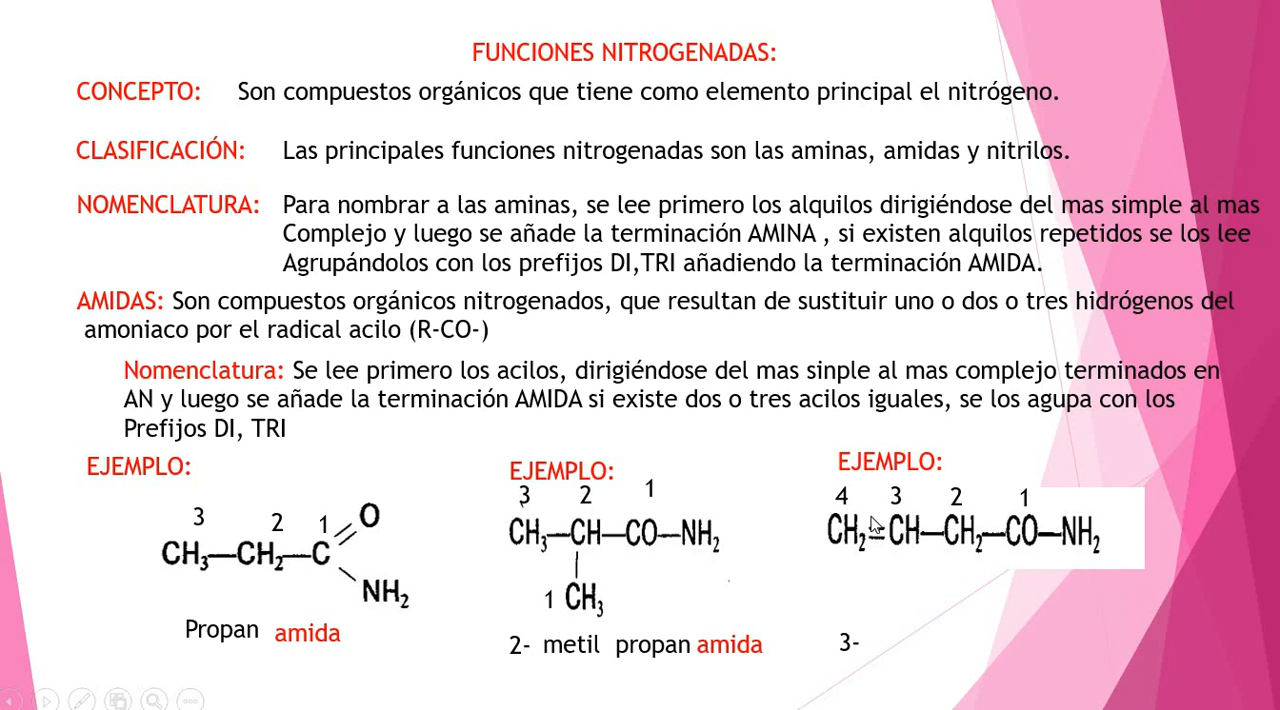 FUNCIONES NITROGENADAS:
CONCEPTO: Son compuestos orgánicos que tiene como elemento principal el nitrógeno.
CLASIFICACIÓN: Las principales funciones nitrogenadas son las aminas, amidas y nitrilos.
NOMENCLATURA: Para nombrar a las aminas, se lee primero los alquilos dirigiéndose del mas simple al mas
Complejo y luego se añade la terminación AMINA , si existen alquilos repetidos se los lee
Agrupándolos con los prefijos DI,TRI añadiendo la terminación AMIDA.
AMIDAS: Son compuestos orgánicos nitrogenados, que resultan de sustituir uno o dos o tres hidrógenos del
amoniaco por el radical acilo (R-CO-)
Nomenclatura: Se lee primero los acilos, dirigiéndose del mas sinple al mas complejo terminados en
AN y luego se añade la terminación AMIDA si existe dos o tres acilos iguales, se los agupa con los
Prefijos DI, TRI
EJEMPLO:
3 2 1 O
CH₃—CH₂—C
NH₂
Propan amida
EJEMPLO:
3 2 1
CH₃—CH—CO—NH₂
1 CH₃
2- metil propan amida
EJEMPLO:
4 3 2 1
CH₂=CH—CH₂—CO—NH₂
3-